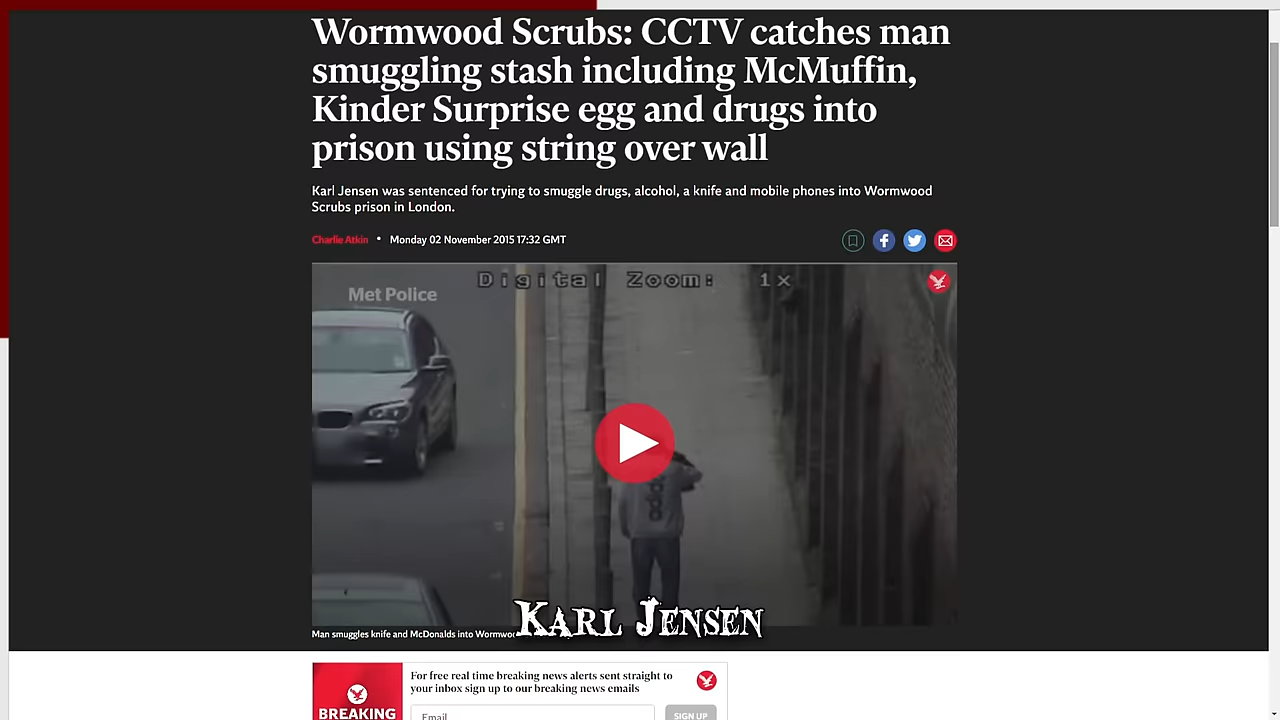 Wormwood Scrubs: CCTV catches man
smuggling stash including McMuffin,
Kinder Surprise egg and drugs into
prison using string over wall
Karl Jensen was sentenced for trying to smuggle drugs, alcohol, a knife and mobile phones into Wormwood
Scrubs prison in London.
Charlie Atkin • Monday 02 November 2015 17:32 GMT
Digital Zoom: 1x
Met Police
adidas
KARL JENSEN
Man smuggles knife and McDonalds into
For free real time breaking news alerts sent straight to
your inbox sign up to our breaking news emails
BREAKING
Email
SIGN UP